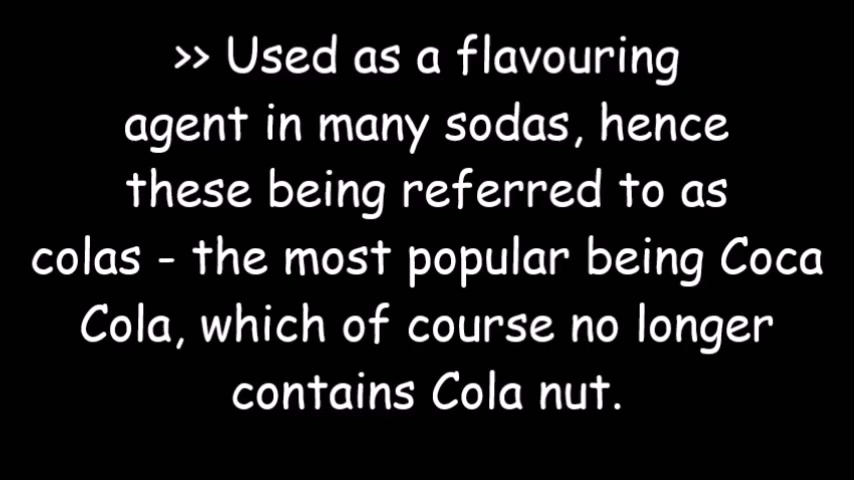 >> Used as a flavouring
agent in many sodas, hence
these being referred to as
colas - the most popular being Coca
Cola, which of course no longer
contains Cola nut.